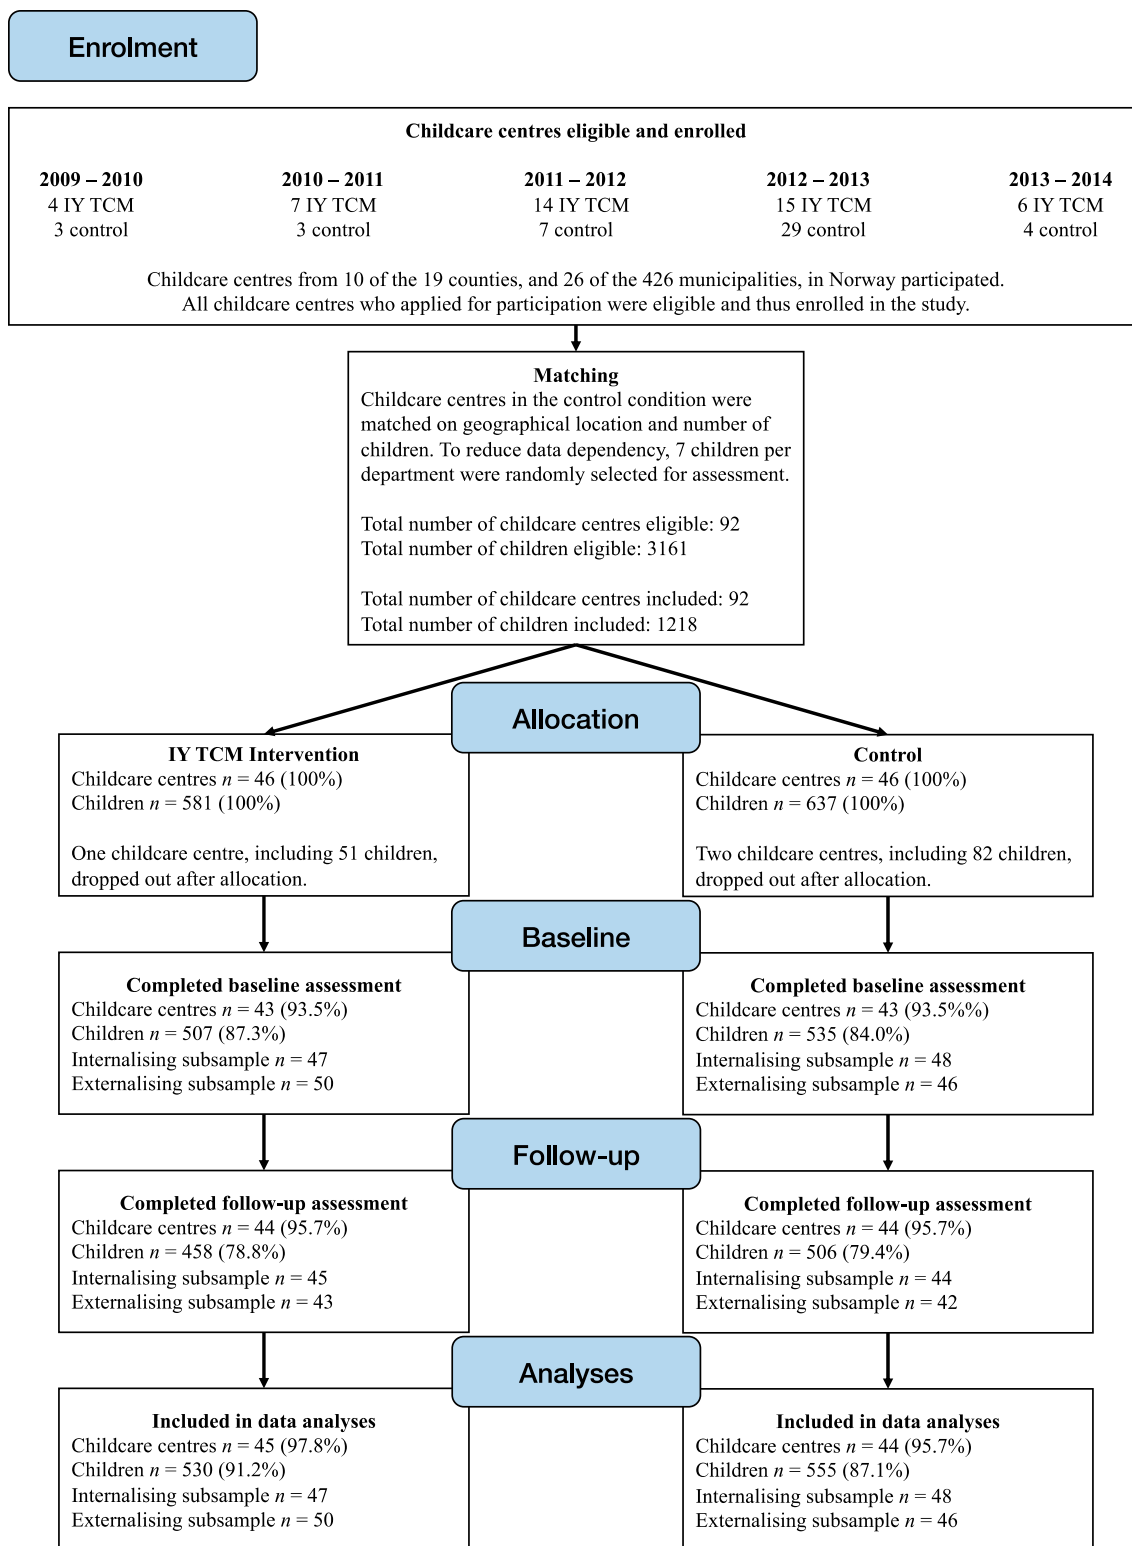 Enrolment
Childcare centres eligible and enrolled
2009 – 2010
4 IY TCM
3 control
2010 – 2011
7 IY TCM
3 control
2011 – 2012
14 IY TCM
7 control
2012 – 2013
15 IY TCM
29 control
2013 – 2014
6 IY TCM
4 control
Childcare centres from 10 of the 19 counties, and 26 of the 426 municipalities, in Norway participated.
All childcare centres who applied for participation were eligible and thus enrolled in the study.
Matching
Childcare centres in the control condition were
matched on geographical location and number of
children. To reduce data dependency, 7 children per
department were randomly selected for assessment.
Total number of childcare centres eligible: 92
Total number of children eligible: 3161
Total number of childcare centres included: 92
Total number of children included: 1218
Allocation
IY TCM Intervention
Childcare centres n = 46 (100%)
Children n = 581 (100%)
One childcare centre, including 51 children,
dropped out after allocation.
Control
Childcare centres n = 46 (100%)
Children n = 637 (100%)
Two childcare centres, including 82 children,
dropped out after allocation.
Baseline
Completed baseline assessment
Childcare centres n = 43 (93.5%)
Children n = 507 (87.3%)
Internalising subsample n = 47
Externalising subsample n = 50
Completed baseline assessment
Childcare centres n = 43 (93.5%%)
Children n = 535 (84.0%)
Internalising subsample n = 48
Externalising subsample n = 46
Follow-up
Completed follow-up assessment
Childcare centres n = 44 (95.7%)
Children n = 458 (78.8%)
Internalising subsample n = 45
Externalising subsample n = 43
Completed follow-up assessment
Childcare centres n = 44 (95.7%)
Children n = 506 (79.4%)
Internalising subsample n = 44
Externalising subsample n = 42
Analyses
Included in data analyses
Childcare centres n = 45 (97.8%)
Children n = 530 (91.2%)
Internalising subsample n = 47
Externalising subsample n = 50
Included in data analyses
Childcare centres n = 44 (95.7%)
Children n = 555 (87.1%)
Internalising subsample n = 48
Externalising subsample n = 46